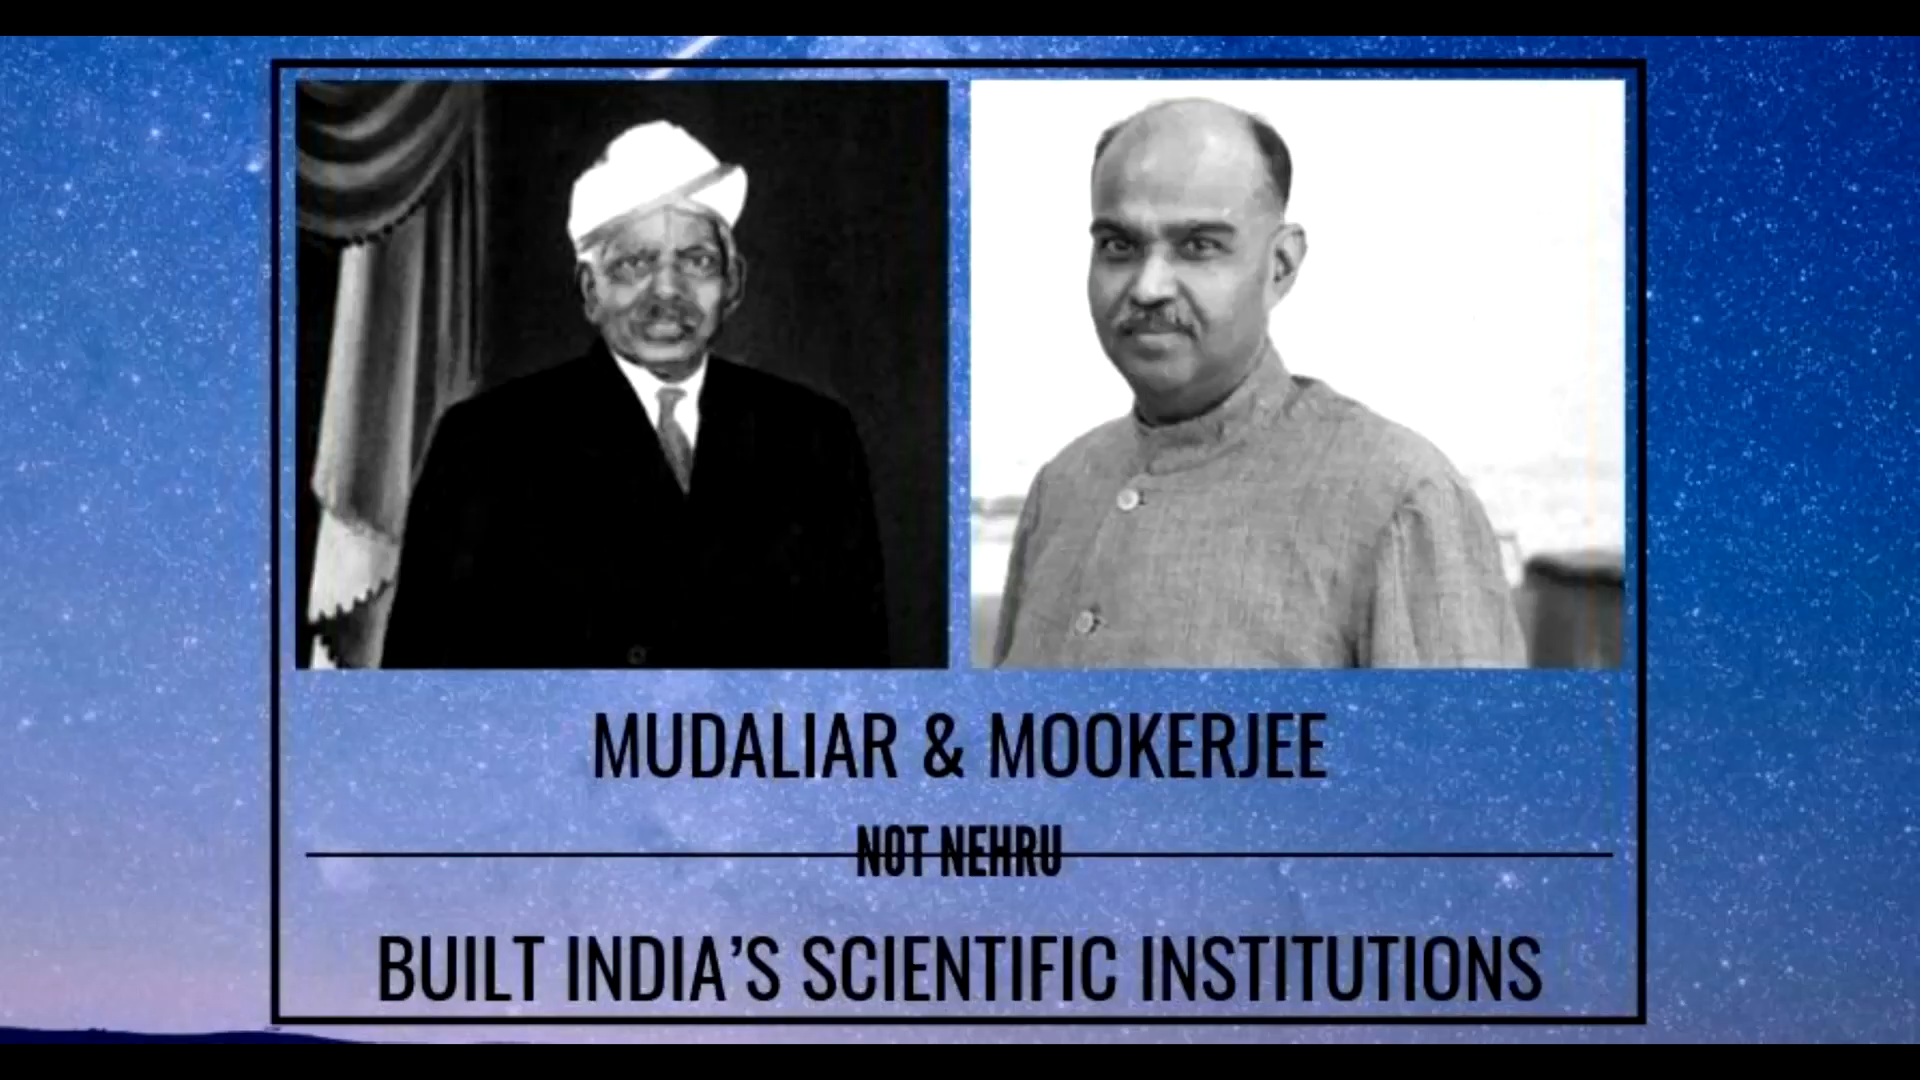 MUDALIAR & MOOKERJEE
NOT NEHRU
BUILT INDIA’S SCIENTIFIC INSTITUTIONS